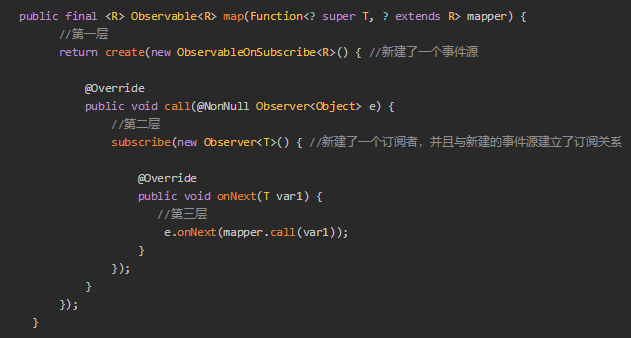 public final <R> Observable<R> map(Function<? super T, ? extends R> mapper) {
//第一层
return create(new ObservableOnSubscribe<R>() { //新建了一个事件源
@Override
public void call(@NonNull Observer<Object> e) {
//第二层
subscribe(new Observer<T>() { //新建了一个订阅者，并且与新建的事件源建立了订阅关系
@Override
public void onNext(T var1) {
//第三层
e.onNext(mapper.call(var1));
}
});
}
});
}